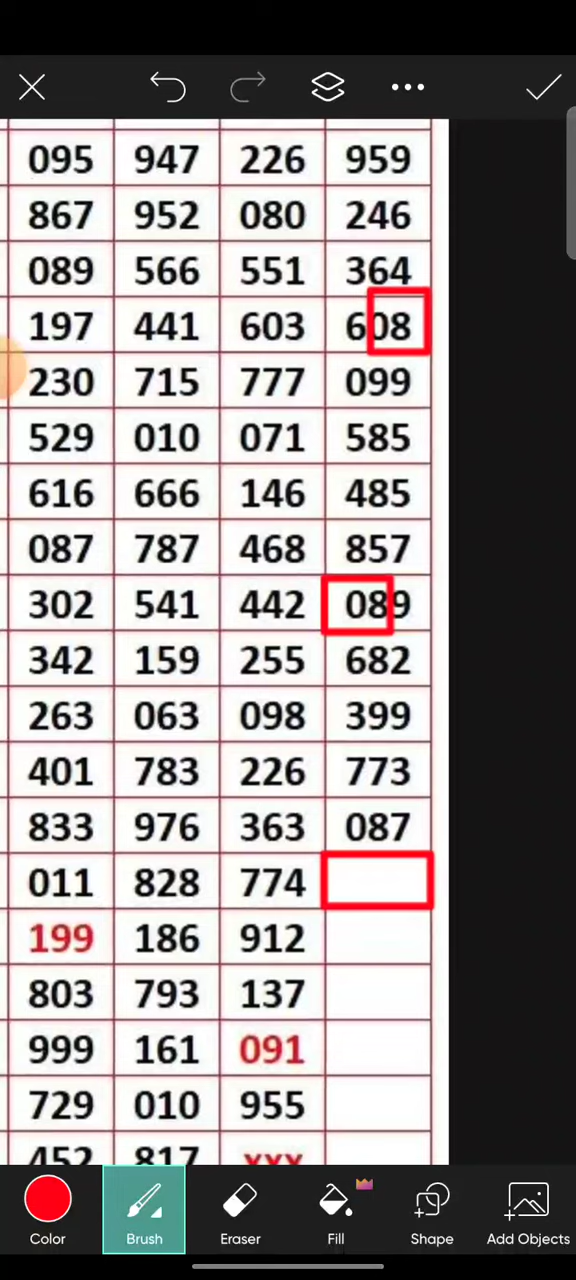 095 947 226 959
867 952 080 246
089 566 551 364
197 441 603 608
230 715 777 099
529 010 071 585
616 666 146 485
087 787 468 857
302 541 442 089
342 159 255 682
263 063 098 399
401 783 226 773
833 976 363 087
011 828 774
199 186 912
803 793 137
999 161 091
729 010 955
452 817 xxx
Color Brush Eraser Fill Shape Add Objects